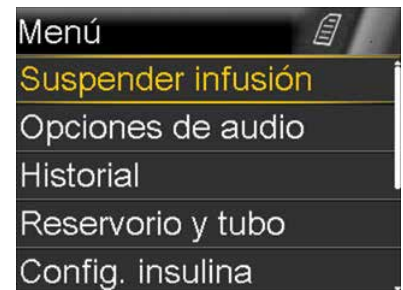 Menú
Suspender infusión
Opciones de audio
Historial
Reservorio y tubo
Config. insulina